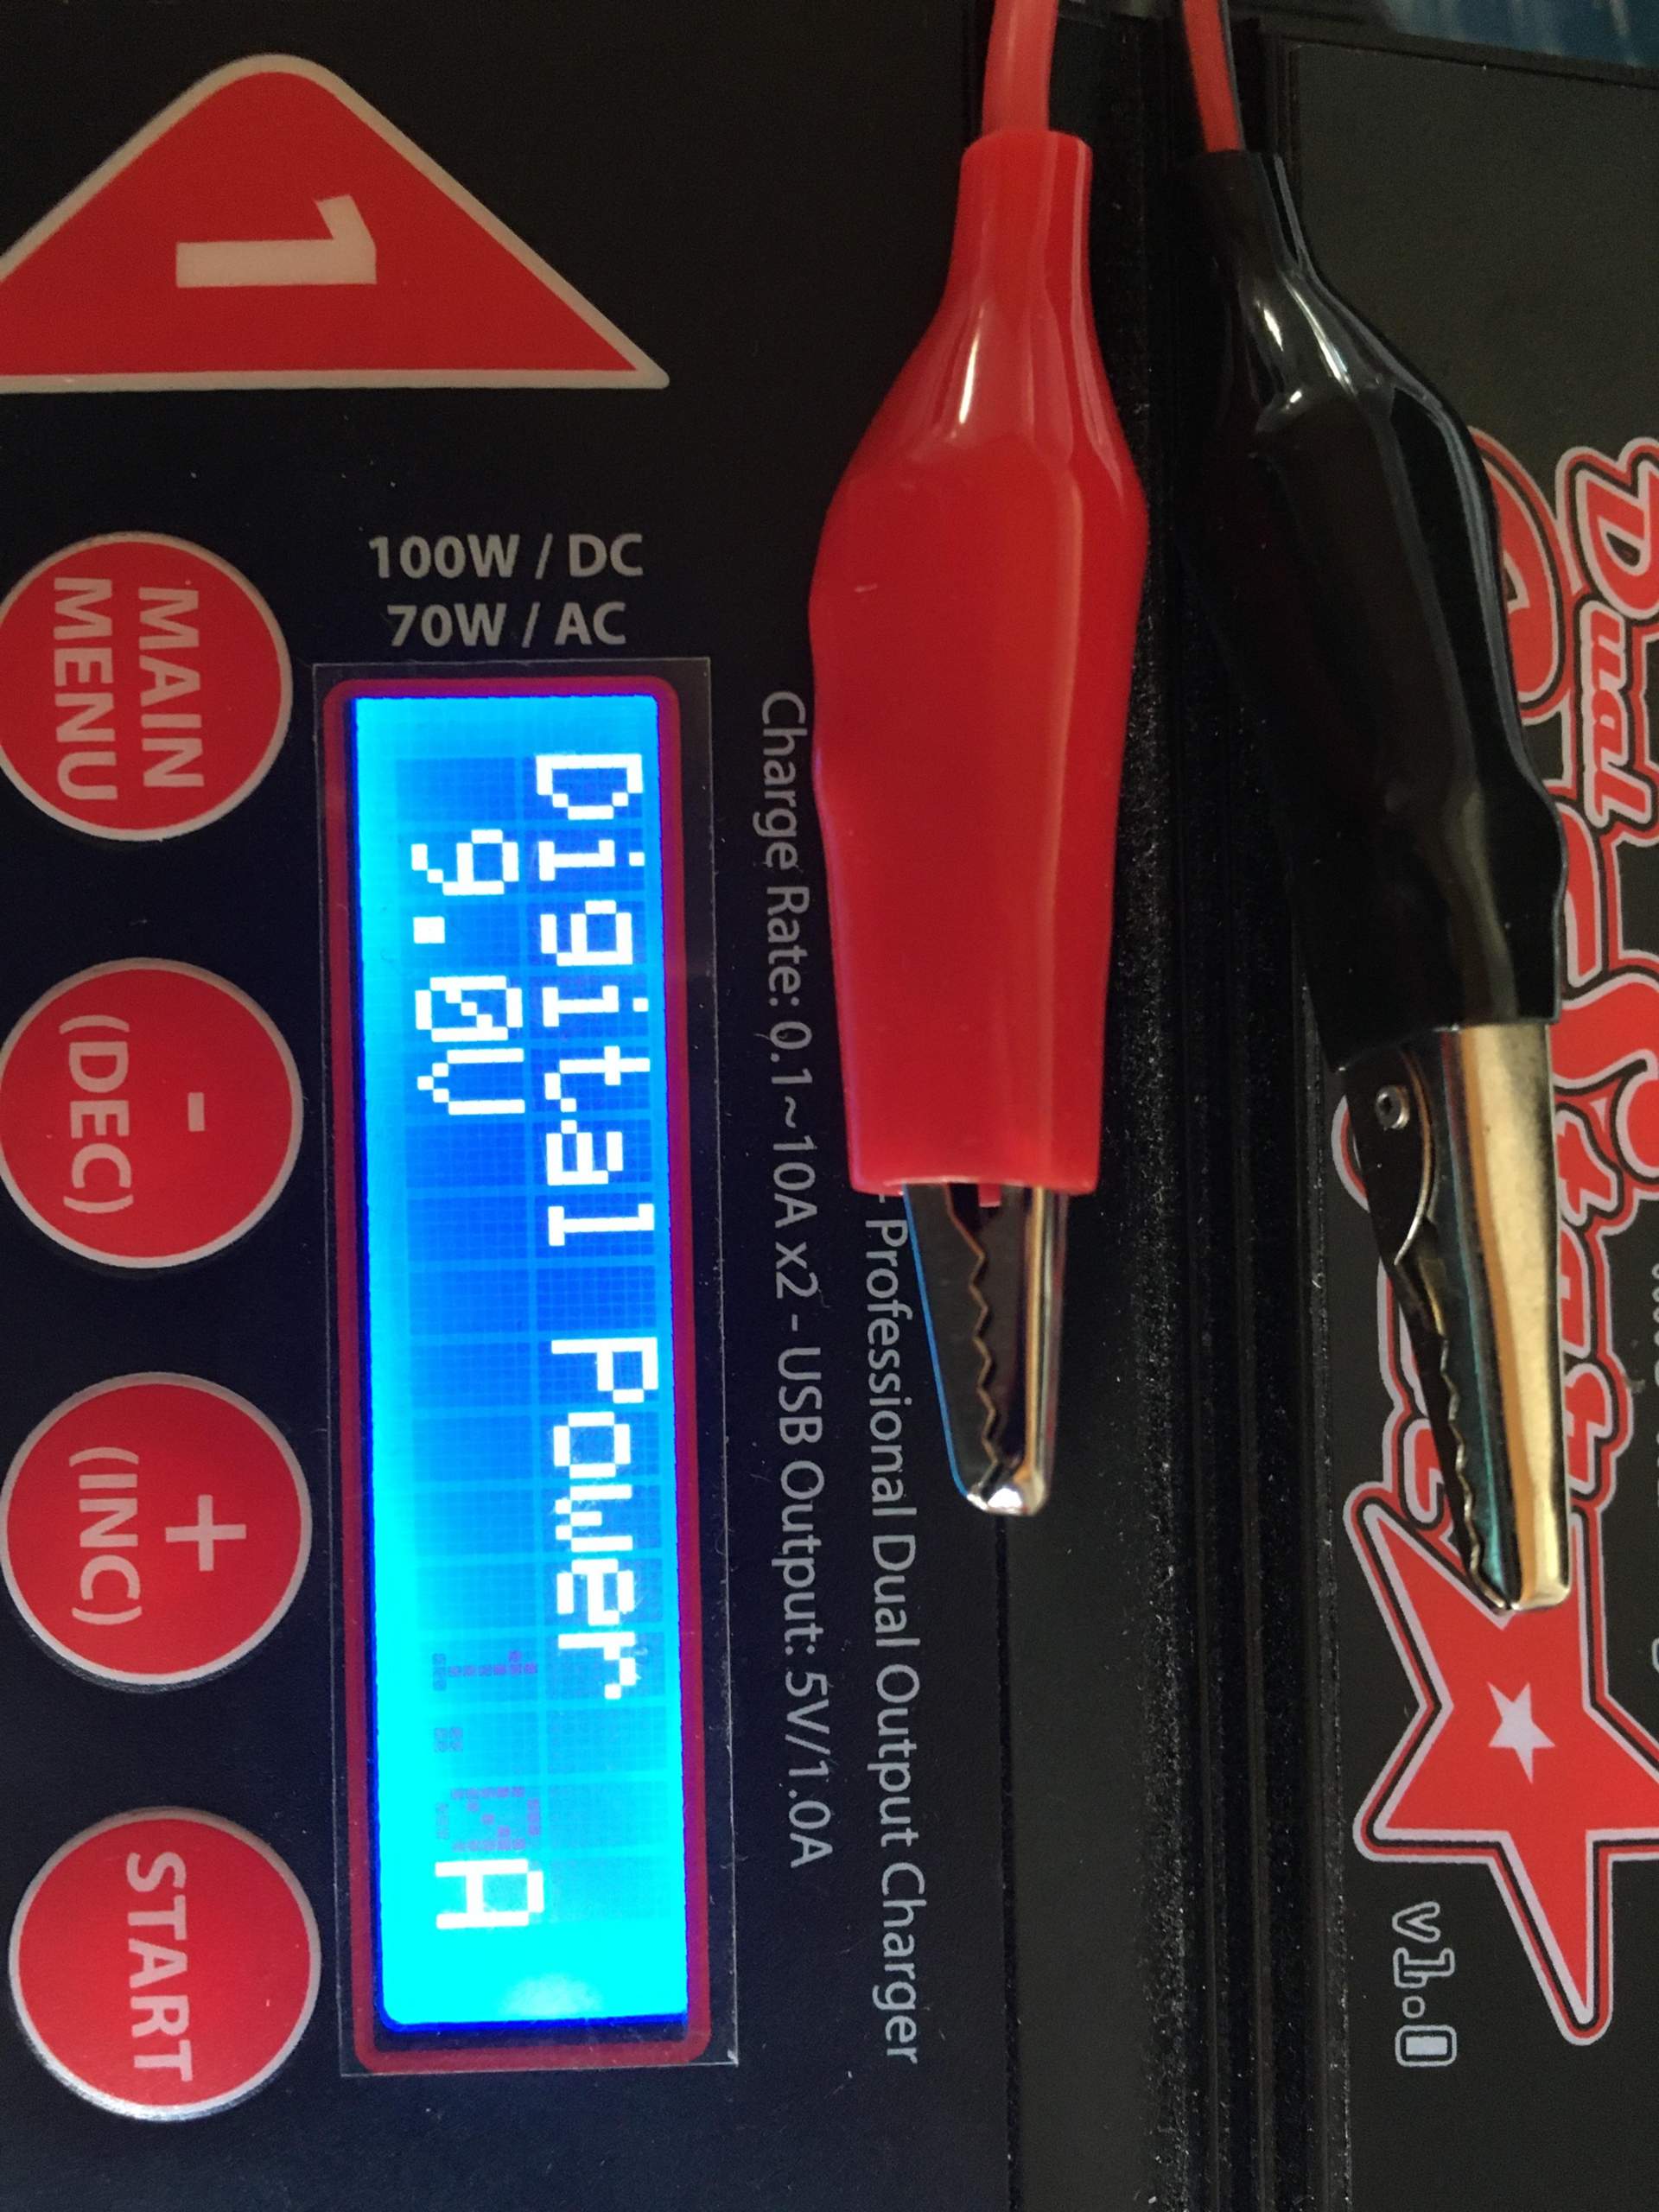 Dual
v1.0
- Professional Dual Output Charger
Charge Rate: 0.1~10A x2 - USB Output: 5V/1.0A
1
100W / DC
70W / AC
Digital Power
9.0V A
MAIN
MENU
-
(DEC)
+
(INC)
START